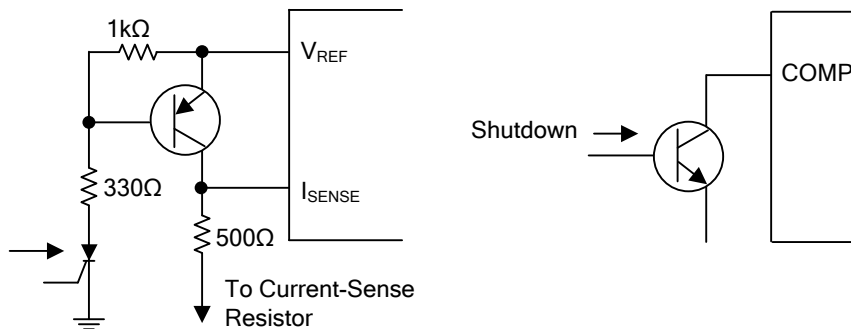 1kΩ
VREF
330Ω
ISENSE
500Ω
To Current-Sense
Resistor
Shutdown
COMP